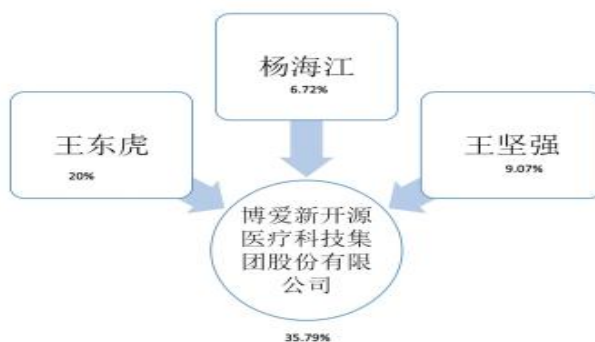 杨海江
6.72%
王东虎
20%
王坚强
9.07%
博爱新开源
医疗科技集
团股份有限
公司
35.79%